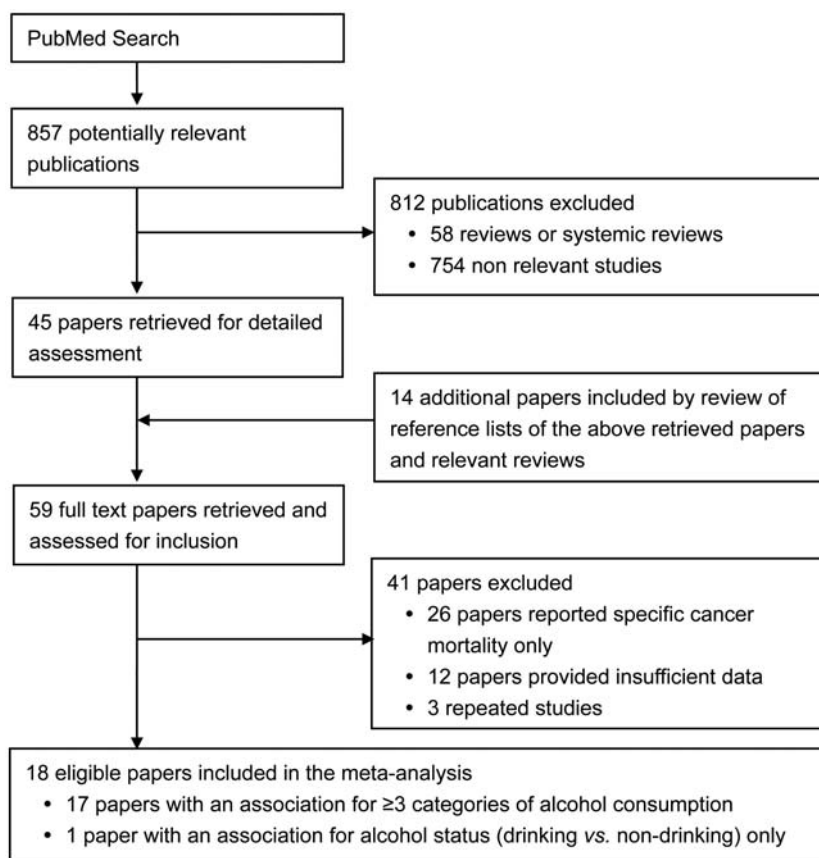 PubMed Search
857 potentially relevant
publications
812 publications excluded
• 58 reviews or systemic reviews
• 754 non relevant studies
45 papers retrieved for detailed
assessment
14 additional papers included by review of
reference lists of the above retrieved papers
and relevant reviews
59 full text papers retrieved and
assessed for inclusion
41 papers excluded
• 26 papers reported specific cancer
mortality only
• 12 papers provided insufficient data
• 3 repeated studies
18 eligible papers included in the meta-analysis
• 17 papers with an association for ≥3 categories of alcohol consumption
• 1 paper with an association for alcohol status (drinking vs. non-drinking) only